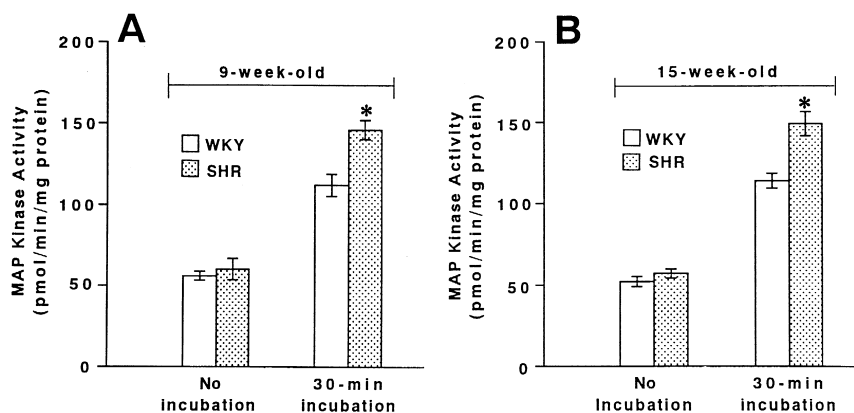 A
200
150
100
50
0
MAP Kinase Activity
(pmol/min/mg protein)
9-week-old
*
WKY
SHR
No
incubation
30-min
incubation
B
200
150
100
50
0
MAP Kinase Activity
(pmol/min/mg protein)
15-week-old
*
WKY
SHR
No
Incubation
30-min
incubation